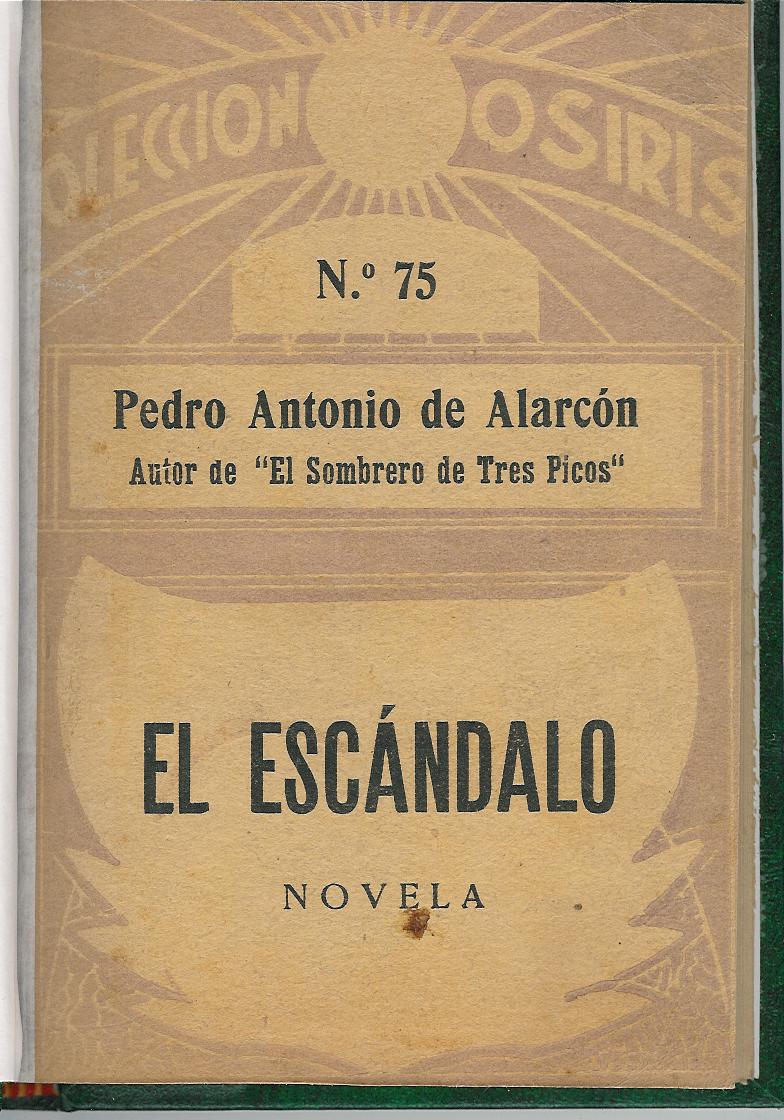 OLECCION OSIRIS
N.º 75
Pedro Antonio de Alarcón
Autor de “El Sombrero de Tres Picos“
EL ESCÁNDALO
NOVELA